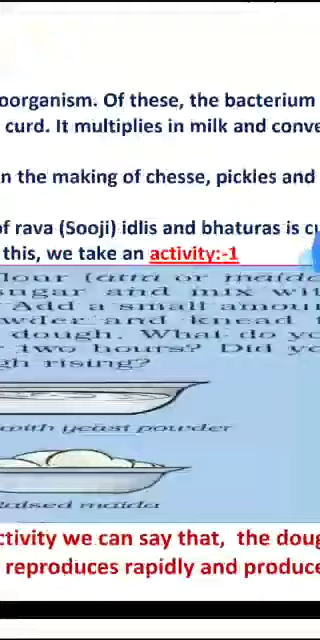 oorganism. Of these, the bacterium
curd. It multiplies in milk and conve
n the making of chesse, pickles and
of rava (Sooji) idlis and bhaturas is cu
this, we take an activity:-1
lour (atta or maida
sugar and mix wit
Add a small amoun
wder and knead t
dough. What do yo
two hours? Did yo
gh rising?
with yeast powder
Raised maida
ctivity we can say that, the doug
reproduces rapidly and produce